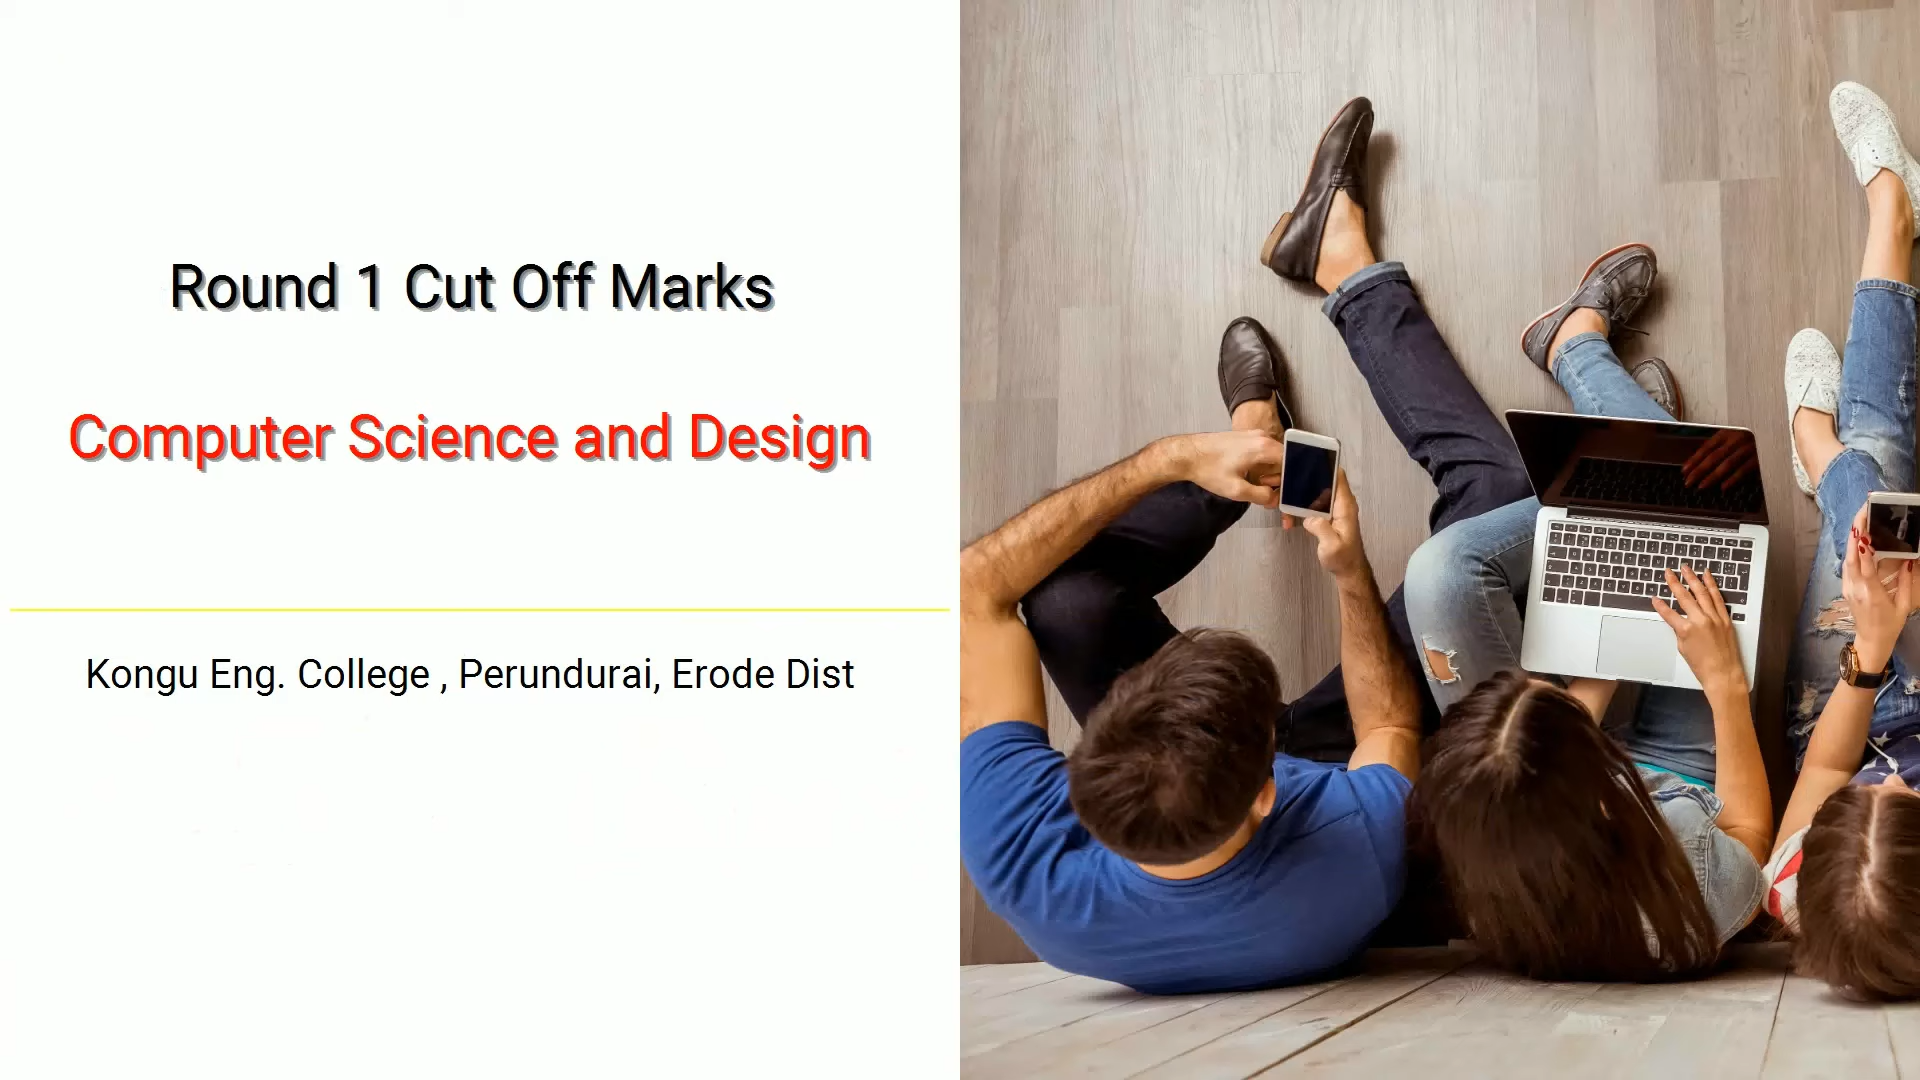 Round 1 Cut Off Marks
Computer Science and Design
Kongu Eng. College , Perundurai, Erode Dist